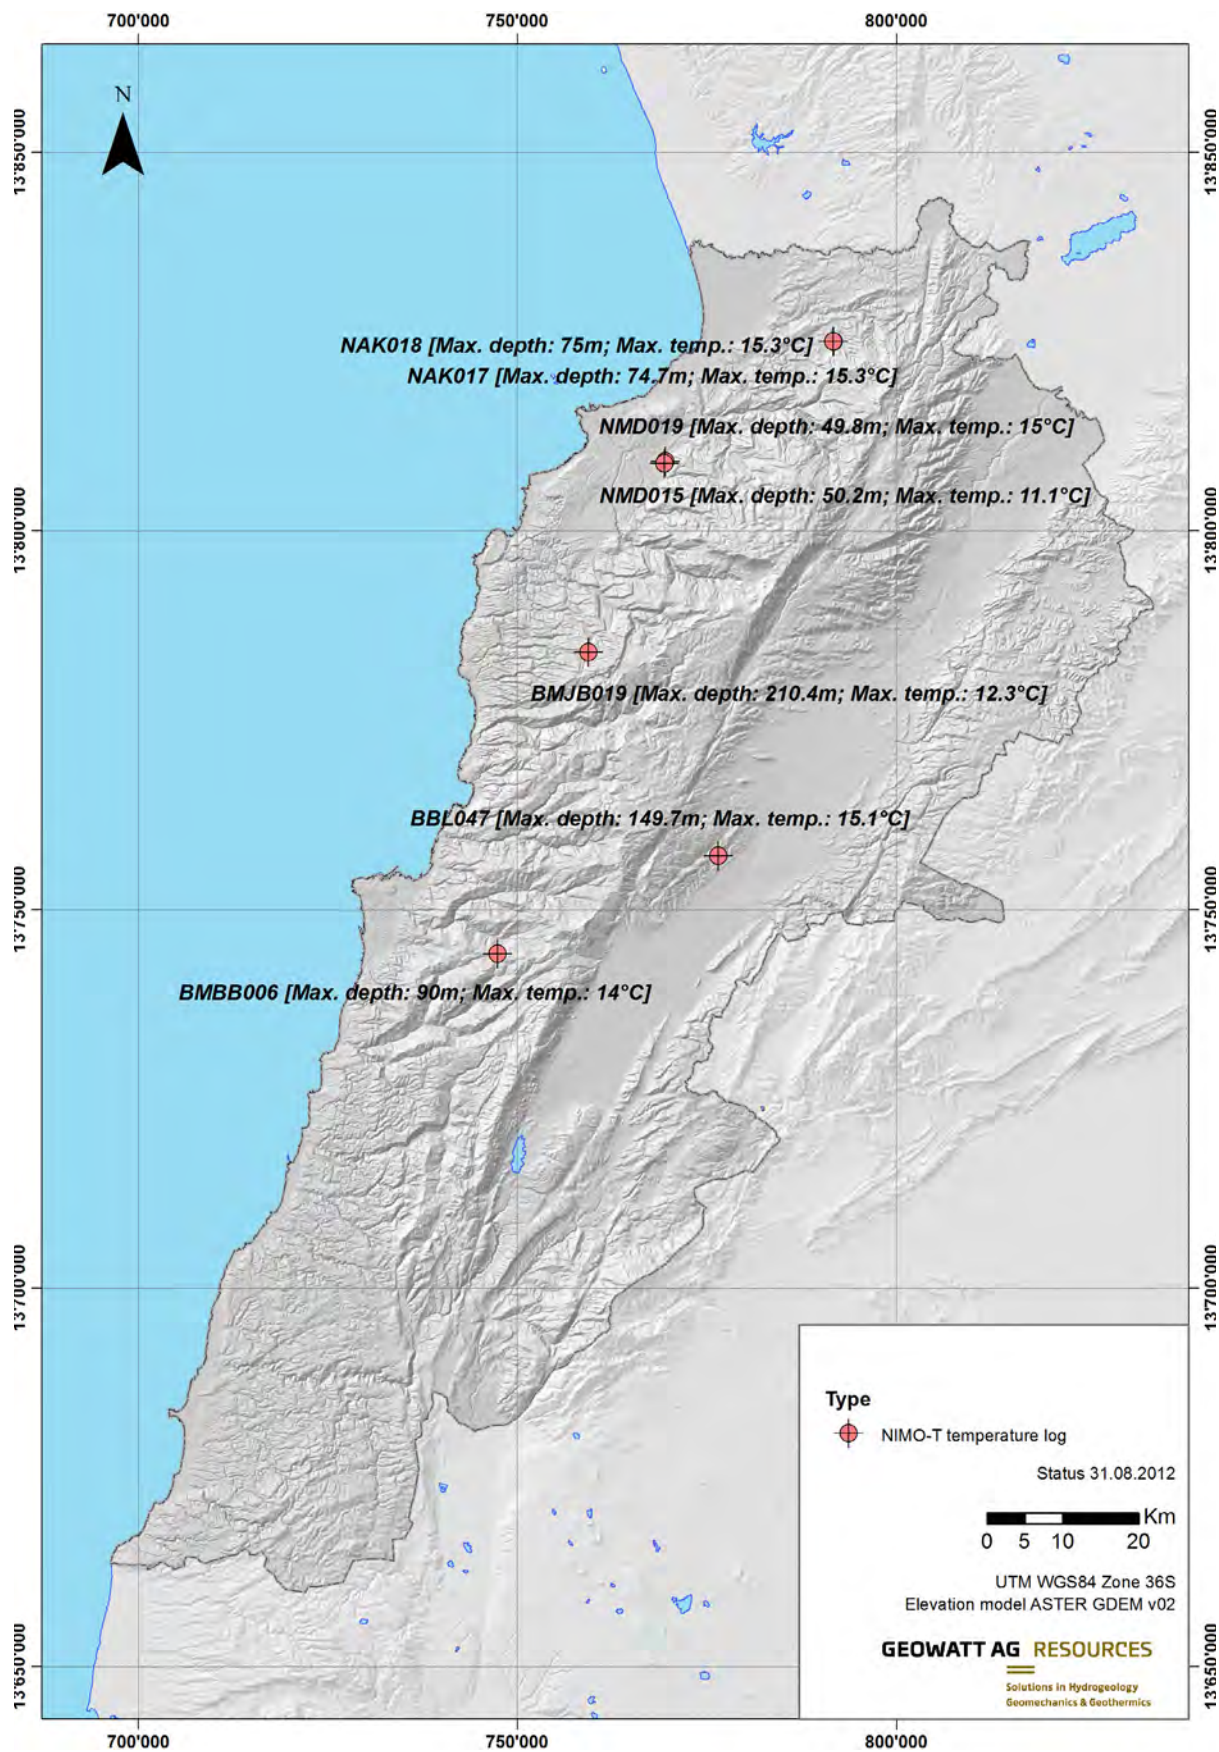 700'000
750'000
800'000
N
13'850'000
13'850'000
NAK018 [Max. depth: 75m; Max. temp.: 15.3°C]
NAK017 [Max. depth: 74.7m; Max. temp.: 15.3°C]
NMD019 [Max. depth: 49.8m; Max. temp.: 15°C]
NMD015 [Max. depth: 50.2m; Max. temp.: 11.1°C]
13'800'000
13'800'000
BMJB019 [Max. depth: 210.4m; Max. temp.: 12.3°C]
BBL047 [Max. depth: 149.7m; Max. temp.: 15.1°C]
13'750'000
13'750'000
BMBB006 [Max. depth: 90m; Max. temp.: 14°C]
13'700'000
13'700'000
Type
NIMO-T temperature log
Status 31.08.2012
Km
0 5 10 20
UTM WGS84 Zone 36S
Elevation model ASTER GDEM v02
GEOWATT AG RESOURCES
Solutions in Hydrogeology
Geomechanics & Geothermics
13'650'000
13'650'000
700'000
750'000
800'000